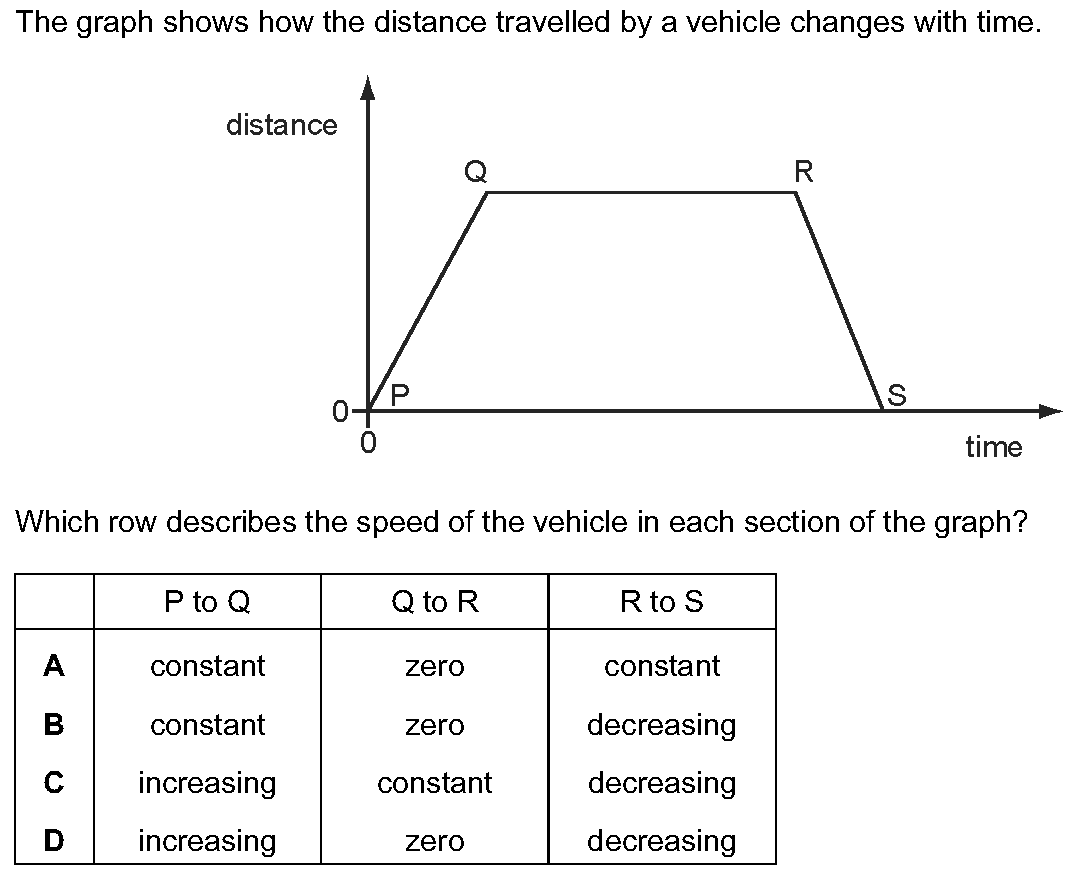 The graph shows how the distance travelled by a vehicle changes with time.
distance
Q
R
P
S
0
0
time
Which row describes the speed of the vehicle in each section of the graph?
P to Q Q to R R to S
A constant zero constant
B constant zero decreasing
C increasing constant decreasing
D increasing zero decreasing